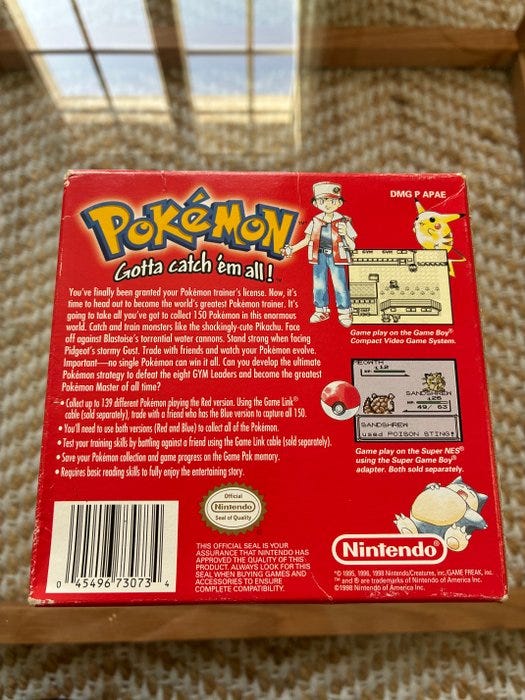 DMG P APAE
POKéMON
Gotta catch 'em all!
You've finally been granted your Pokémon trainer's license. Now, it's
time to head out to become the world's greatest Pokémon trainer. It's
going to take all you've got to collect 150 Pokémon in this enormous
world. Catch and train monsters like the shockingly-cute Pikachu. Face
off against Blastoise's torrential water cannons. Stand strong when facing
Pidgeot's stormy Gust. Trade with friends and watch your Pokémon evolve.
Important—no single Pokémon can win it all. Can you develop the ultimate
Pokémon strategy to defeat the eight GYM Leaders and become the greatest
Pokémon Master of all time?
• Collect up to 139 different Pokémon playing the Red version. Using the Game Link®
cable (sold separately), trade with a friend who has the Blue version to capture all 150.
• You'll need to use both versions (Red and Blue) to collect all of the Pokémon.
• Test your training skills by battling against a friend using the Game Link cable (sold separately).
• Save your Pokémon collection and game progress on the Game Pak memory.
• Requires basic reading skills to fully enjoy the entertaining story.
GYM
Game play on the Game Boy®
Compact Video Game System.
MEOWTH
:12
SANDSHREW
:26
49/ 63
SANDSHREW
used POISON STING!
Game play on the Super NES®
using the Super Game Boy®
adapter. Both sold separately.
Official
Nintendo
Seal of Quality
THIS OFFICIAL SEAL IS YOUR
ASSURANCE THAT NINTENDO HAS
APPROVED THE QUALITY OF THIS
PRODUCT. ALWAYS LOOK FOR THIS
SEAL WHEN BUYING GAMES AND
ACCESSORIES TO ENSURE
COMPLETE COMPATIBILITY.
0 45496 73073 4
Nintendo®
©1995, 1996, 1998 Nintendo/Creatures, inc./GAME FREAK, inc.
™ and ® are trademarks of Nintendo of America Inc.
©1998 Nintendo of America Inc.